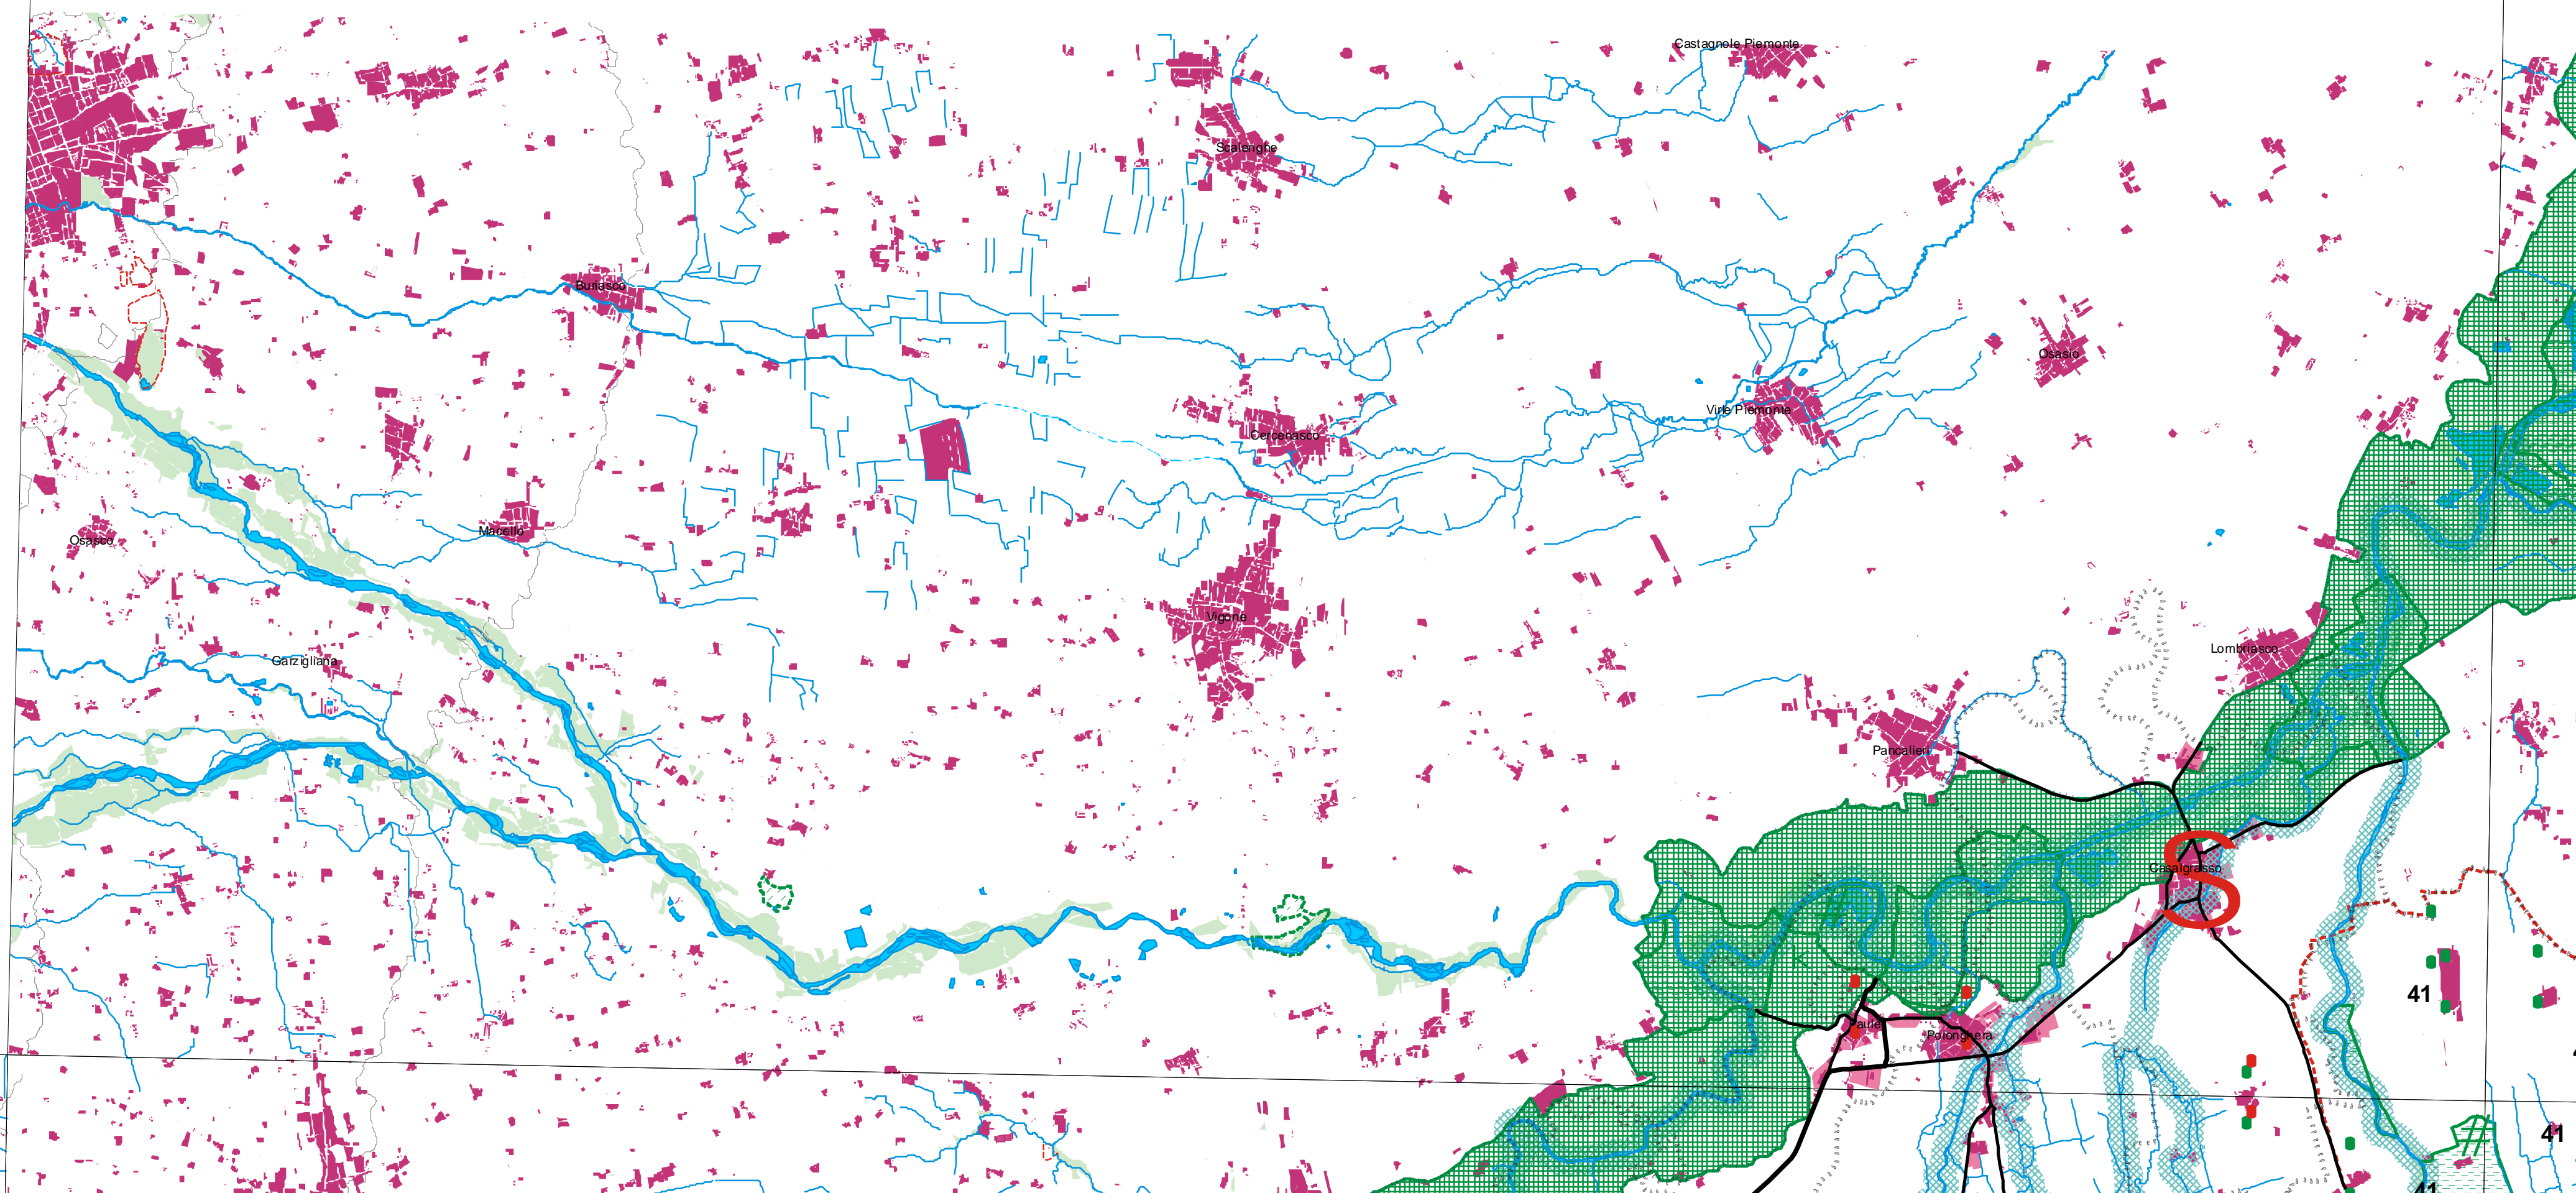 Castagnole Piemonte
Scalenghe
Buriasco
Osasio
Virle Piemonte
Cercenasco
Macello
Osasco
Vigone
Lombriasco
Garzigliana
Pancalieri
Casalgrasso
S
#
41
Faule
Polonghera
41
#
41